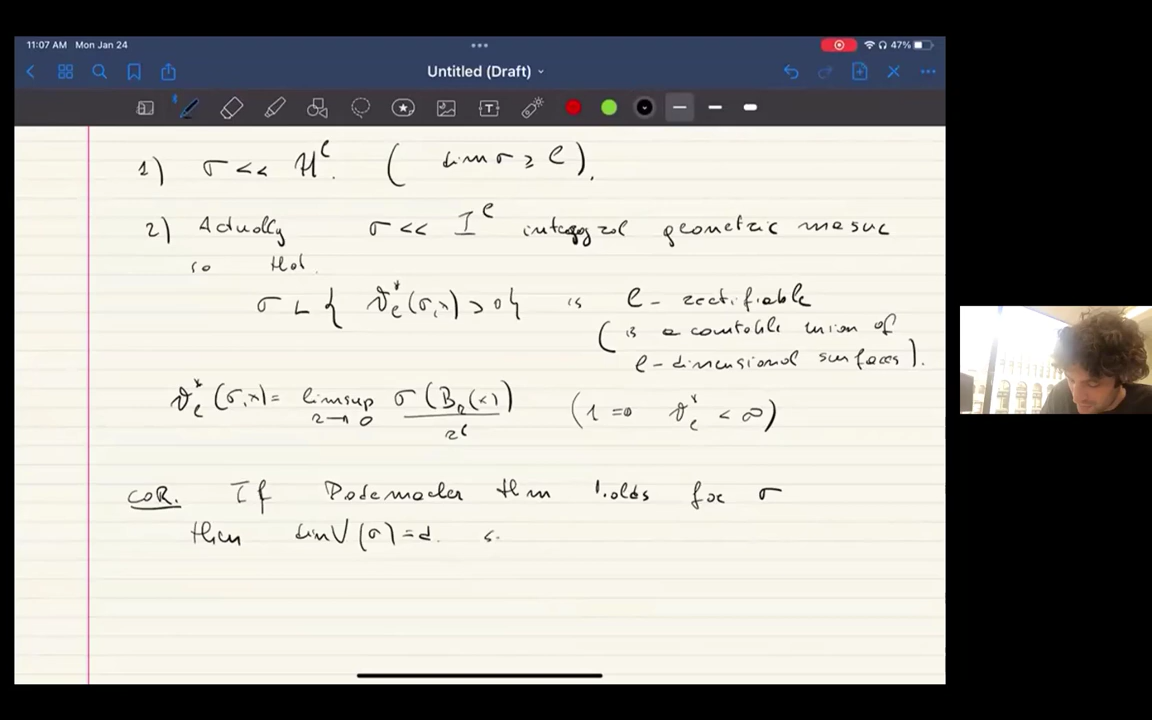 11:07 AM Mon Jan 24
47%
Untitled (Draft)
1) σ << H^ℓ. ( dim σ ≥ ℓ ).
2) Actually σ << I^ℓ integral geometric measure
so that.
σ ⌞ { ϑ*_ℓ(σ,x) > 0 } is ℓ- rectifiable
( is a countable union of
ℓ-dimensional surfaces ).
ϑ*_ℓ(σ,x) = limsup_{r→0} σ(B_r(x)) / r^ℓ ( ϑ*_ℓ < ∞ )
COR. If Rademacher thm holds for σ
then dim V(σ) = d. s